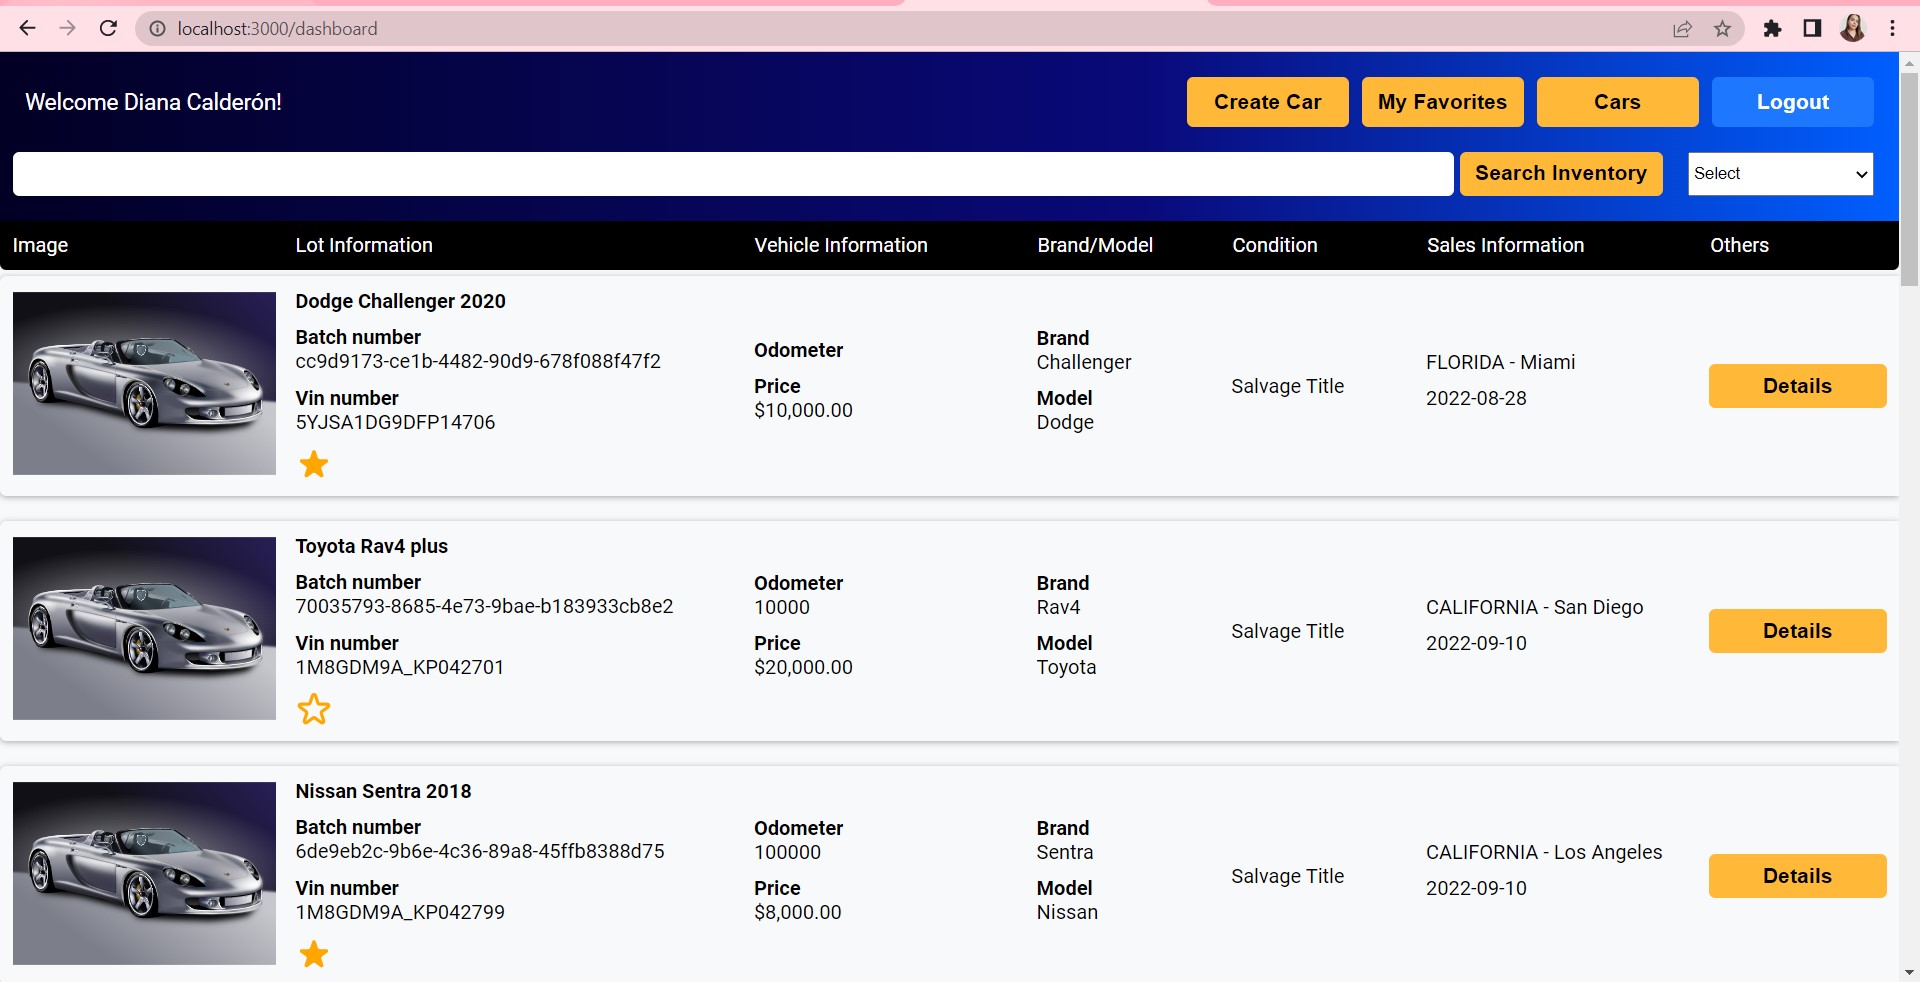 localhost:3000/dashboard
Welcome Diana Calderón!
Create Car
My Favorites
Cars
Logout
Search Inventory
Select
Image
Lot Information
Vehicle Information
Brand/Model
Condition
Sales Information
Others
Dodge Challenger 2020
Batch number
cc9d9173-ce1b-4482-90d9-678f088f47f2
Vin number
5YJSA1DG9DFP14706
Odometer
Price
$10,000.00
Brand
Challenger
Model
Dodge
Salvage Title
FLORIDA - Miami
2022-08-28
Details
Toyota Rav4 plus
Batch number
70035793-8685-4e73-9bae-b183933cb8e2
Vin number
1M8GDM9A_KP042701
Odometer
10000
Price
$20,000.00
Brand
Rav4
Model
Toyota
Salvage Title
CALIFORNIA - San Diego
2022-09-10
Details
Nissan Sentra 2018
Batch number
6de9eb2c-9b6e-4c36-89a8-45ffb8388d75
Vin number
1M8GDM9A_KP042799
Odometer
100000
Price
$8,000.00
Brand
Sentra
Model
Nissan
Salvage Title
CALIFORNIA - Los Angeles
2022-09-10
Details